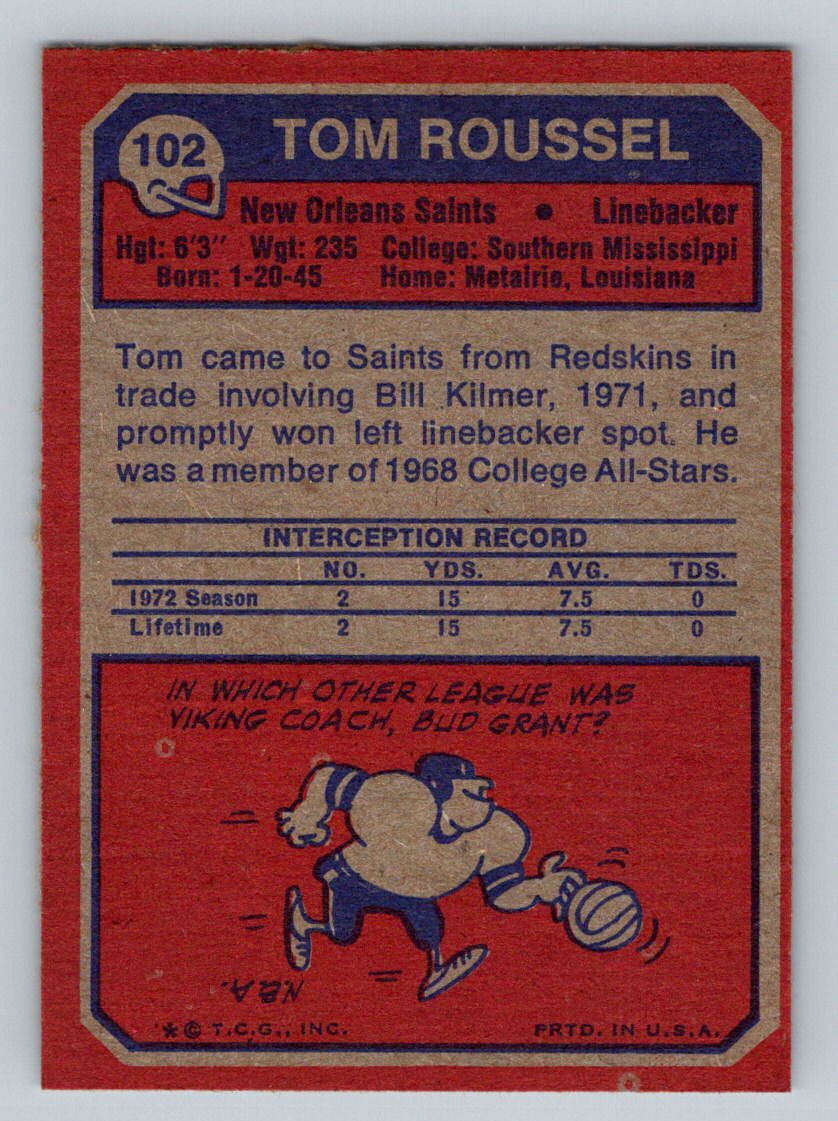 102
TOM ROUSSEL
New Orleans Saints • Linebacker
Hgt: 6'3" Wgt: 235 College: Southern Mississippi
Born: 1-20-45 Home: Metairie, Louisiana
Tom came to Saints from Redskins in
trade involving Bill Kilmer, 1971, and
promptly won left linebacker spot. He
was a member of 1968 College All-Stars.
INTERCEPTION RECORD
NO. YDS. AVG. TDS.
1972 Season 2 15 7.5 0
Lifetime 2 15 7.5 0
IN WHICH OTHER LEAGUE WAS
VIKING COACH, BUD GRANT?
N.B.A.
*© T.C.G., INC. PRTD. IN U.S.A.